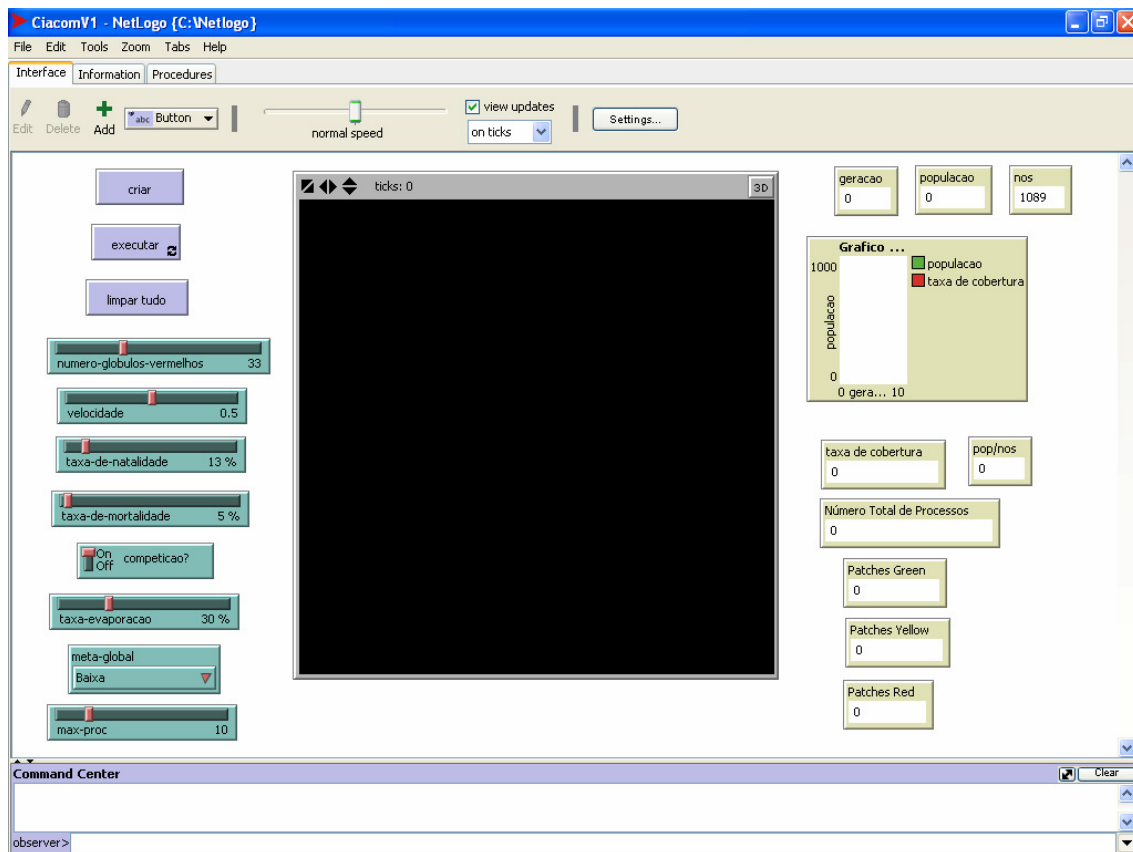 CiacomV1 - NetLogo {C:\Netlogo}
File Edit Tools Zoom Tabs Help
Interface Information Procedures
Edit Delete Add abc Button normal speed view updates on ticks Settings...
criar
executar
limpar tudo
numero-globulos-vermelhos 33
velocidade 0.5
taxa-de-natalidade 13 %
taxa-de-mortalidade 5 %
On
Off
competicao?
taxa-evaporacao 30 %
meta-global
Baixa
max-proc 10
ticks: 0 3D
geracao
0
populacao
0
nos
1089
Grafico ...
1000
populacao
0
0 gera... 10
populacao
taxa de cobertura
taxa de cobertura
0
pop/nos
0
Número Total de Processos
0
Patches Green
0
Patches Yellow
0
Patches Red
0
Command Center Clear
observer>